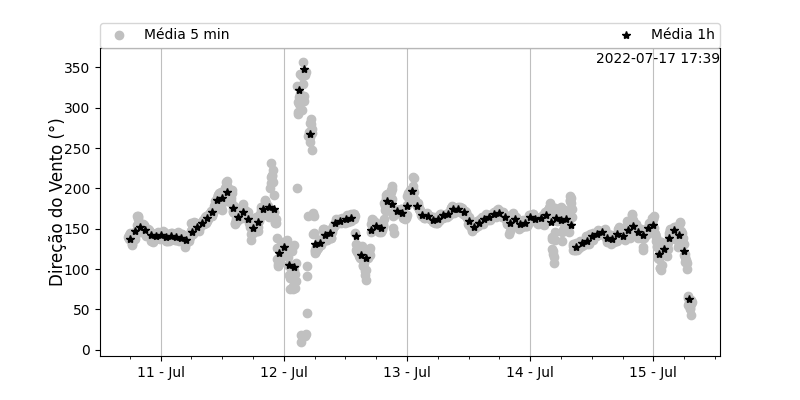 Média 5 min
Média 1h
2022-07-17 17:39
Direção do Vento (°)
350
300
250
200
150
100
50
0
11 - Jul
12 - Jul
13 - Jul
14 - Jul
15 - Jul